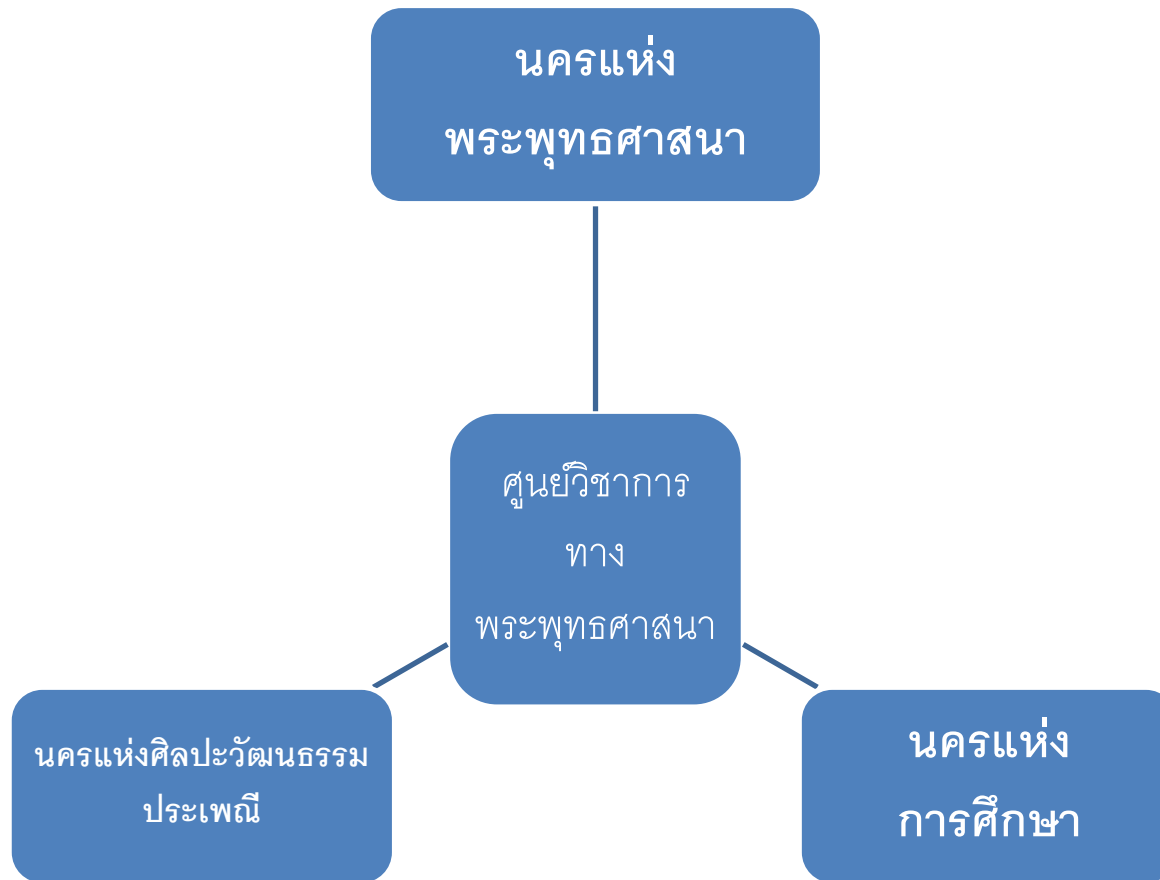 นครแห่ง
พระพุทธศาสนา
ศูนย์วิชาการ
ทาง
พระพุทธศาสนา
นครแห่งศิลปะวัฒนธรรม
ประเพณี
นครแห่ง
การศึกษา